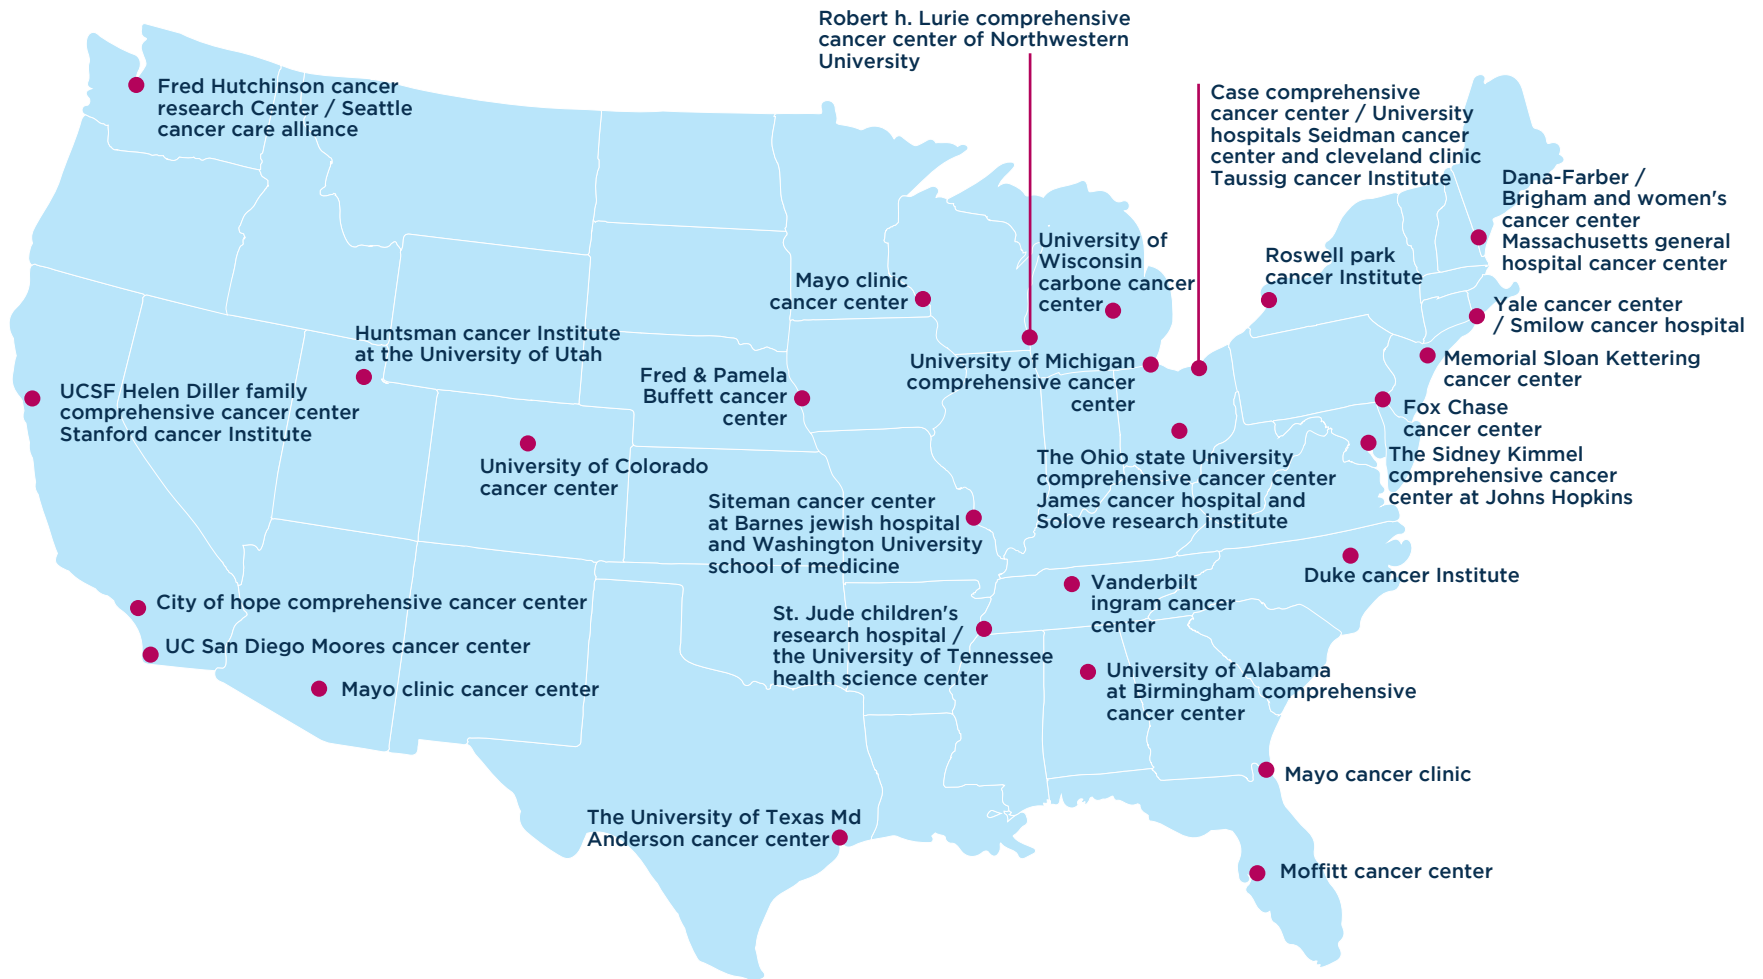 Robert h. Lurie comprehensive
cancer center of Northwestern
University
Fred Hutchinson cancer
research Center / Seattle
cancer care alliance
Case comprehensive
cancer center / University
hospitals Seidman cancer
center and cleveland clinic
Taussig cancer Institute
Dana-Farber /
Brigham and women's
cancer center
Massachusetts general
hospital cancer center
University of
Wisconsin
carbone cancer
center
Roswell park
cancer Institute
Mayo clinic
cancer center
Yale cancer center
/ Smilow cancer hospital
Huntsman cancer Institute
at the University of Utah
University of Michigan
comprehensive cancer
center
Memorial Sloan Kettering
cancer center
Fred & Pamela
Buffett cancer
center
UCSF Helen Diller family
comprehensive cancer center
Stanford cancer Institute
Fox Chase
cancer center
University of Colorado
cancer center
The Ohio state University
comprehensive cancer center
James cancer hospital and
Solove research institute
The Sidney Kimmel
comprehensive cancer
center at Johns Hopkins
Siteman cancer center
at Barnes jewish hospital
and Washington University
school of medicine
Duke cancer Institute
Vanderbilt
ingram cancer
center
City of hope comprehensive cancer center
St. Jude children's
research hospital /
the University of Tennessee
health science center
UC San Diego Moores cancer center
University of Alabama
at Birmingham comprehensive
cancer center
Mayo clinic cancer center
Mayo cancer clinic
The University of Texas Md
Anderson cancer center
Moffitt cancer center